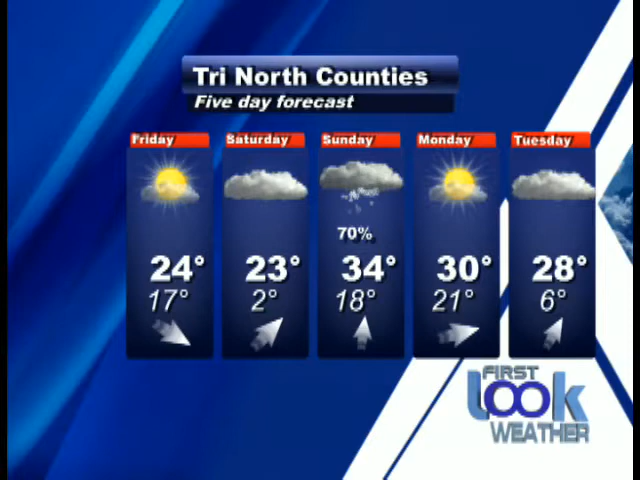 Tri North Counties
Five day forecast
Friday Saturday Sunday Monday Tuesday
70%
24° 23° 34° 30° 28°
17° 2° 18° 21° 6°
FIRST
Look
WEATHER